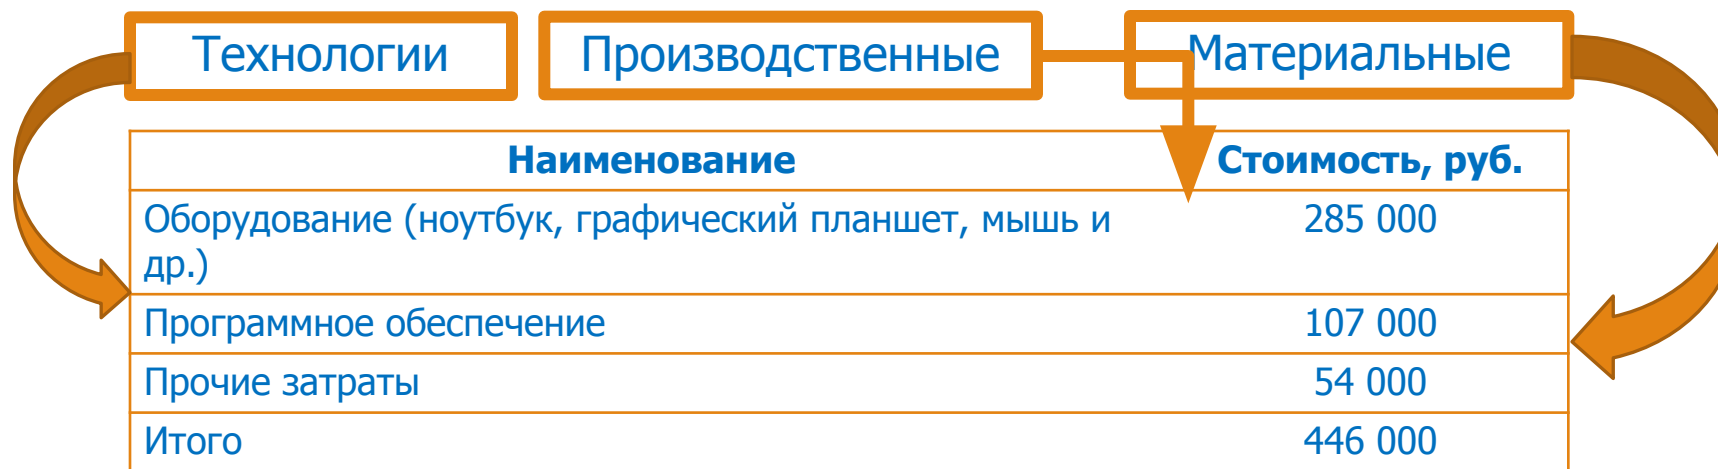 Технологии Производственные Материальные
Наименование Стоимость, руб.
Оборудование (ноутбук, графический планшет, мышь и 285 000
др.)
Программное обеспечение 107 000
Прочие затраты 54 000
Итого 446 000